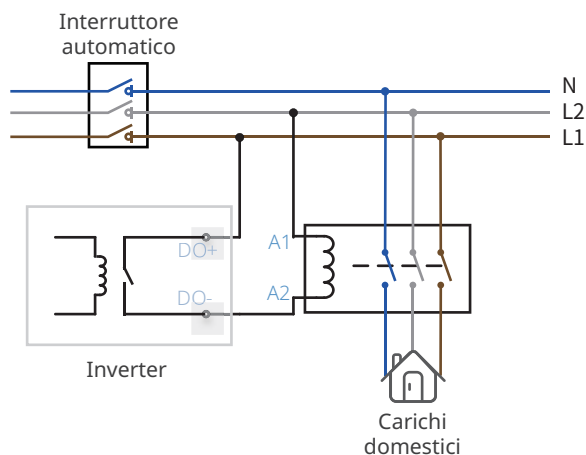 Interruttore
automatico
N
L2
L1
DO+
A1
DO-
A2
Inverter
Carichi
domestici